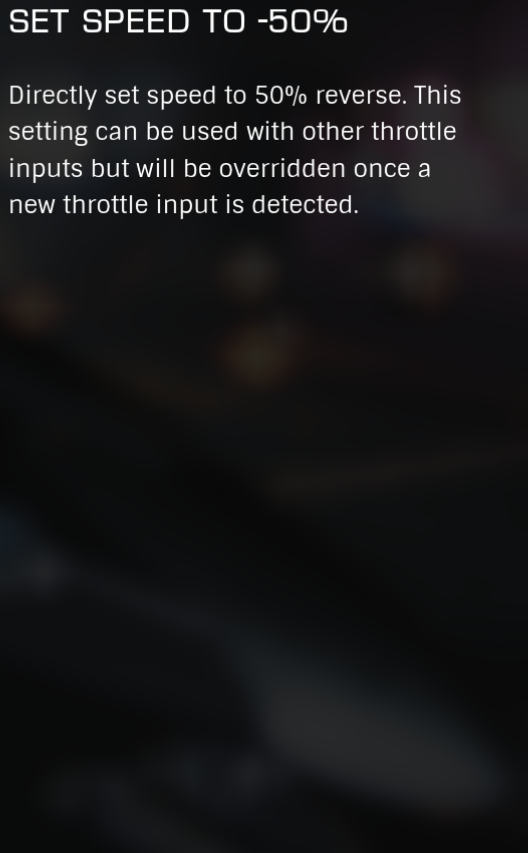 SET SPEED TO -50%
Directly set speed to 50% reverse. This
setting can be used with other throttle
inputs but will be overridden once a
new throttle input is detected.